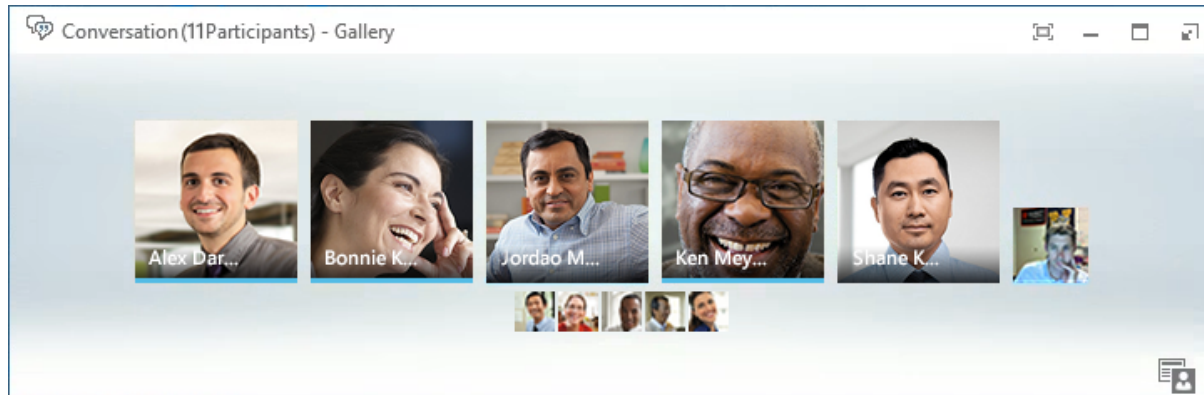 Conversation (11Participants) - Gallery
Alex Dar...
Bonnie K...
Jordao M...
Ken Mey...
Shane K...